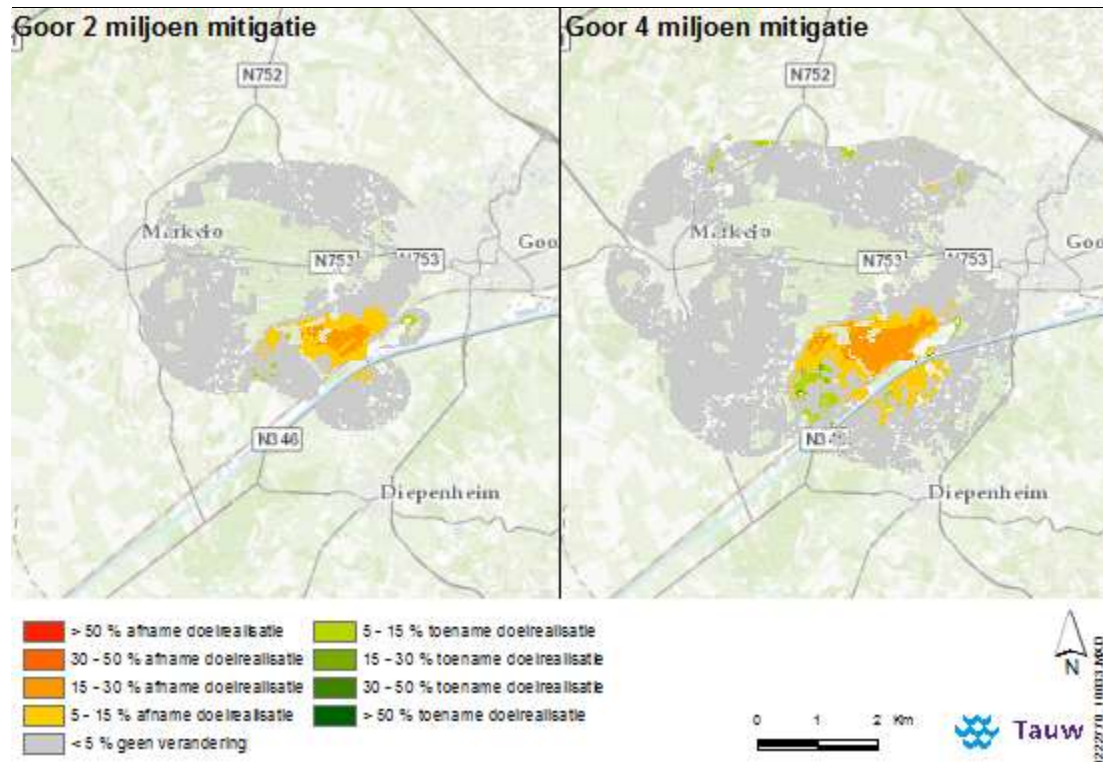 Goor 2 miljoen mitigatie
Goor 4 miljoen mitigatie
N752
N752
Markelo
Markelo
N753
N753
N753
N753
Goo
Goo
N346
N346
Diepenheim
Diepenheim
> 50 % afname doelrealisatie
30 - 50 % afname doelrealisatie
15 - 30 % afname doelrealisatie
5 - 15 % afname doelrealisatie
< 5 % geen verandering
5 - 15 % toename doelrealisatie
15 - 30 % toename doelrealisatie
30 - 50 % toename doelrealisatie
> 50 % toename doelrealisatie
0 1 2 Km
N
Tauw